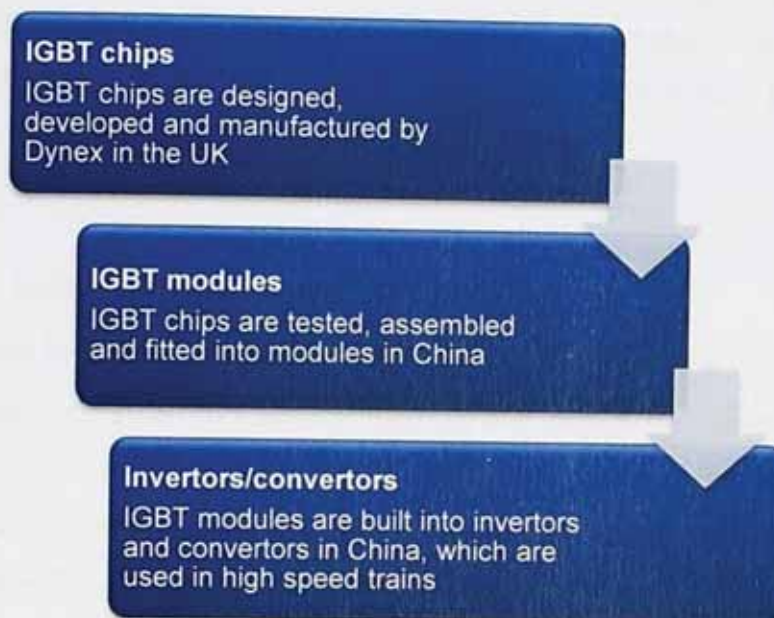 IGBT chips
IGBT chips are designed,
developed and manufactured by
Dynex in the UK
IGBT modules
IGBT chips are tested, assembled
and fitted into modules in China
Invertors/convertors
IGBT modules are built into invertors
and convertors in China, which are
used in high speed trains